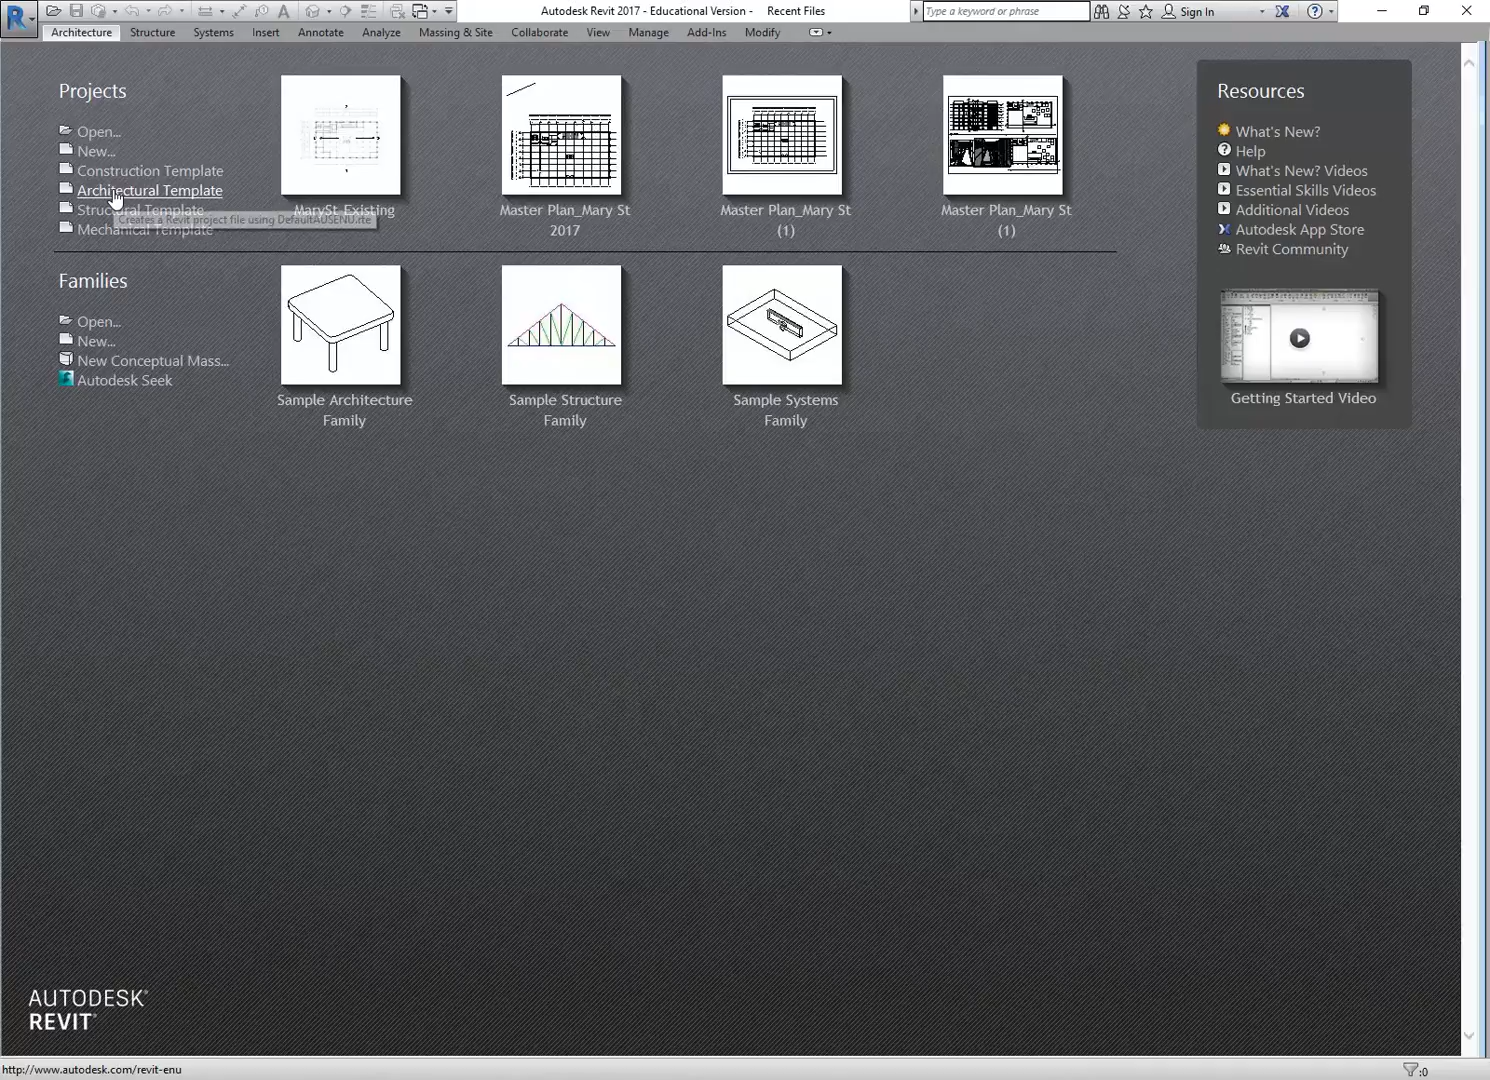 Autodesk Revit 2017 - Educational Version - Recent Files
Type a keyword or phrase
Sign In
Architecture Structure Systems Insert Annotate Analyze Massing & Site Collaborate View Manage Add-Ins Modify
Projects
Open...
New...
Construction Template
Architectural Template
Structural Template
Creates a Revit project file using DefaultAUSENU.rte
Mechanical Template
MarySt_Existing
Master Plan_Mary St
2017
Master Plan_Mary St
(1)
Master Plan_Mary St
(1)
Families
Open...
New...
New Conceptual Mass...
Autodesk Seek
Sample Architecture
Family
Sample Structure
Family
Sample Systems
Family
Resources
What's New?
Help
What's New? Videos
Essential Skills Videos
Additional Videos
Autodesk App Store
Revit Community
Getting Started Video
AUTODESK®
REVIT®
http://www.autodesk.com/revit-enu
:0